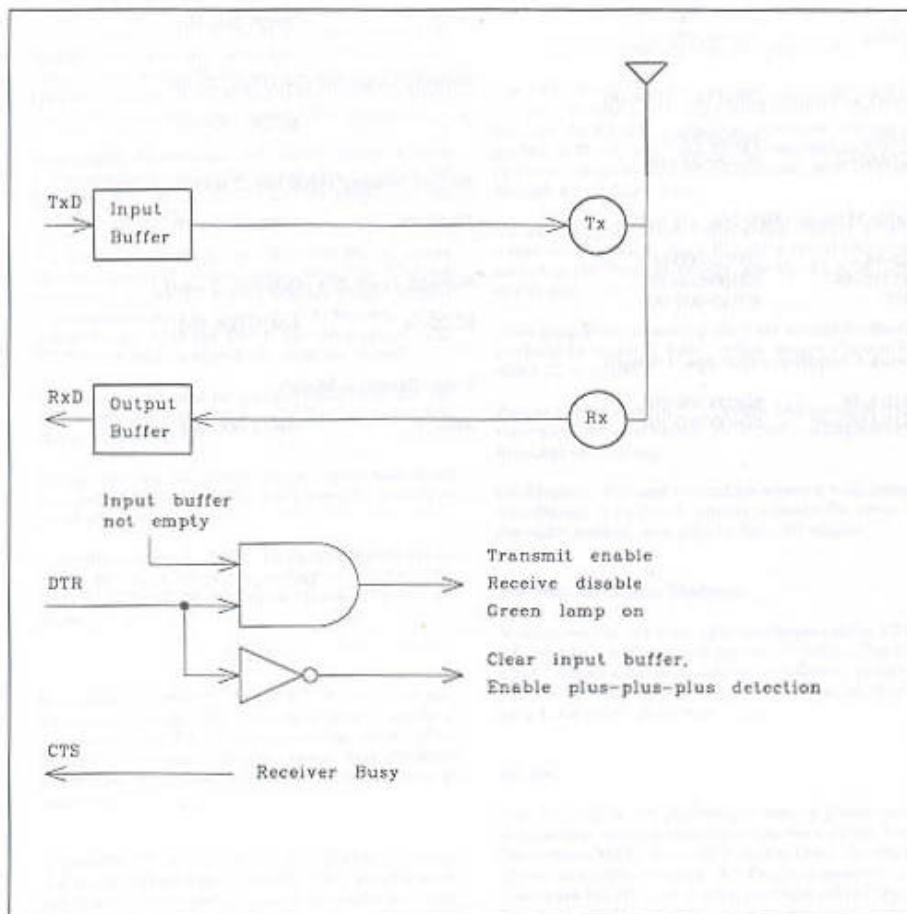 TxD
Input
Buffer
Tx
RxD
Output
Buffer
Rx
Input buffer
not empty
DTR
Transmit enable
Receive disable
Green lamp on
Clear input buffer,
Enable plus-plus-plus detection
CTS
Receiver Busy